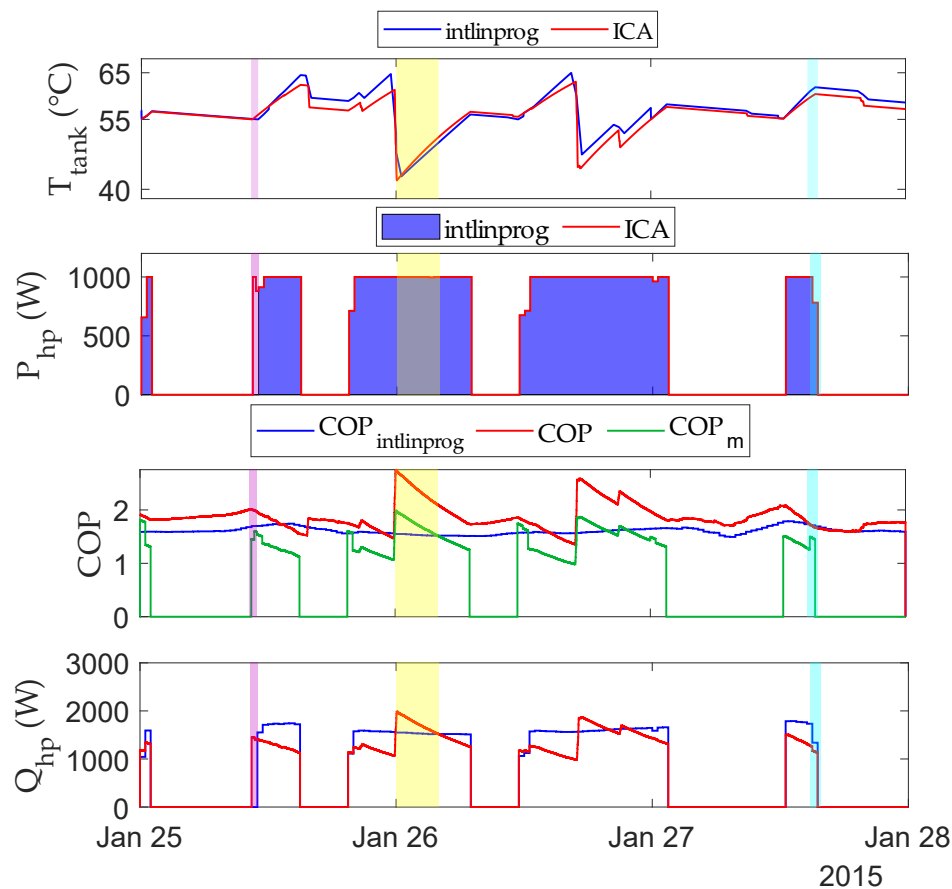 intlinprog ICA
65
55
40
T_tank (°C)
intlinprog ICA
1000
500
0
P_hp (W)
COP_intlinprog COP COP_m
2
1
0
COP
3000
2000
1000
0
Q_hp (W)
Jan 25 Jan 26 Jan 27 Jan 28
2015